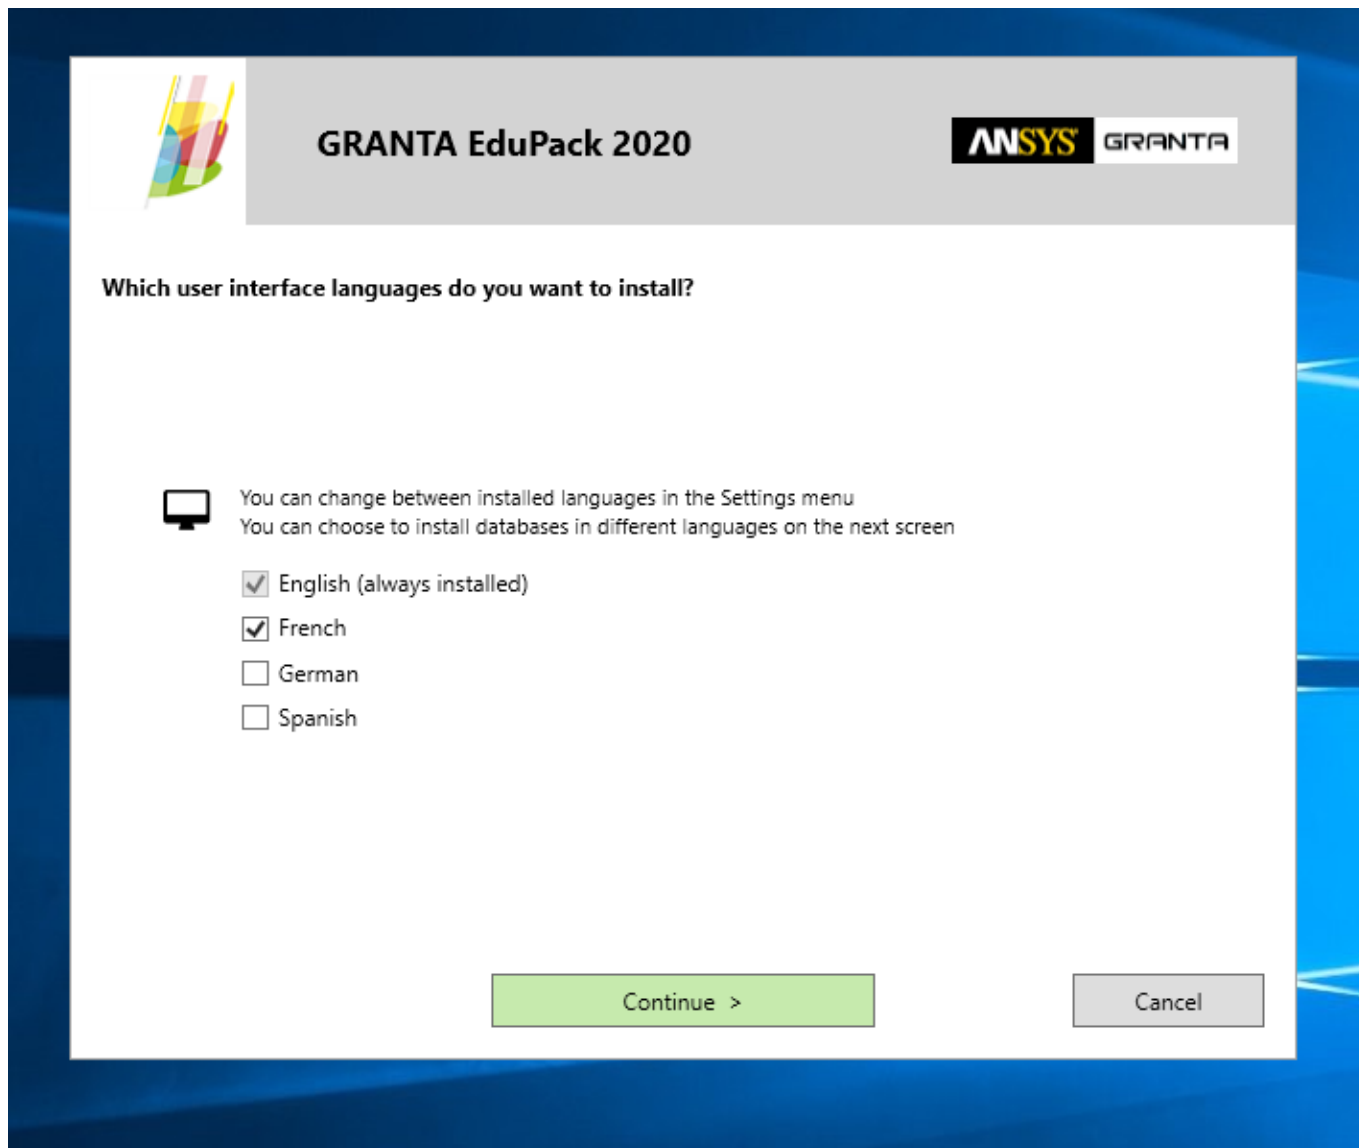 GRANTA EduPack 2020
ANSYS GRANTA
Which user interface languages do you want to install?
You can change between installed languages in the Settings menu
You can choose to install databases in different languages on the next screen
English (always installed)
French
German
Spanish
Continue >
Cancel